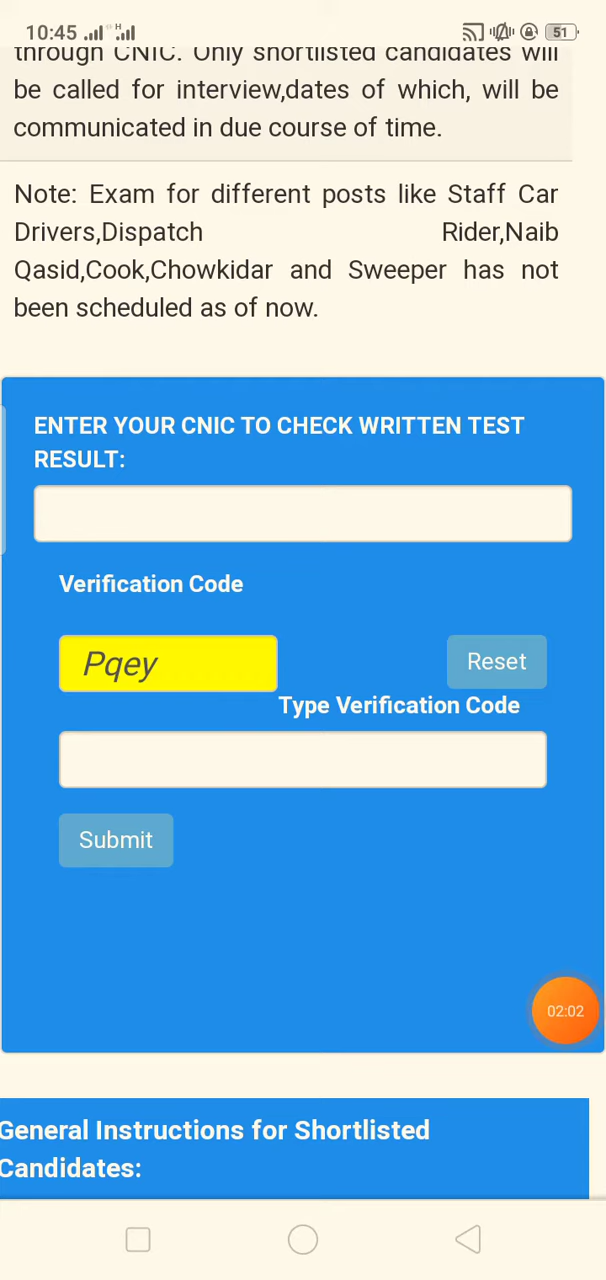 10:45 H 51
through CNIC. Only shortlisted candidates will
be called for interview,dates of which, will be
communicated in due course of time.
Note: Exam for different posts like Staff Car
Drivers,Dispatch Rider,Naib
Qasid,Cook,Chowkidar and Sweeper has not
been scheduled as of now.
ENTER YOUR CNIC TO CHECK WRITTEN TEST
RESULT:
Verification Code
Pqey Reset
Type Verification Code
Submit
02:02
General Instructions for Shortlisted
Candidates: